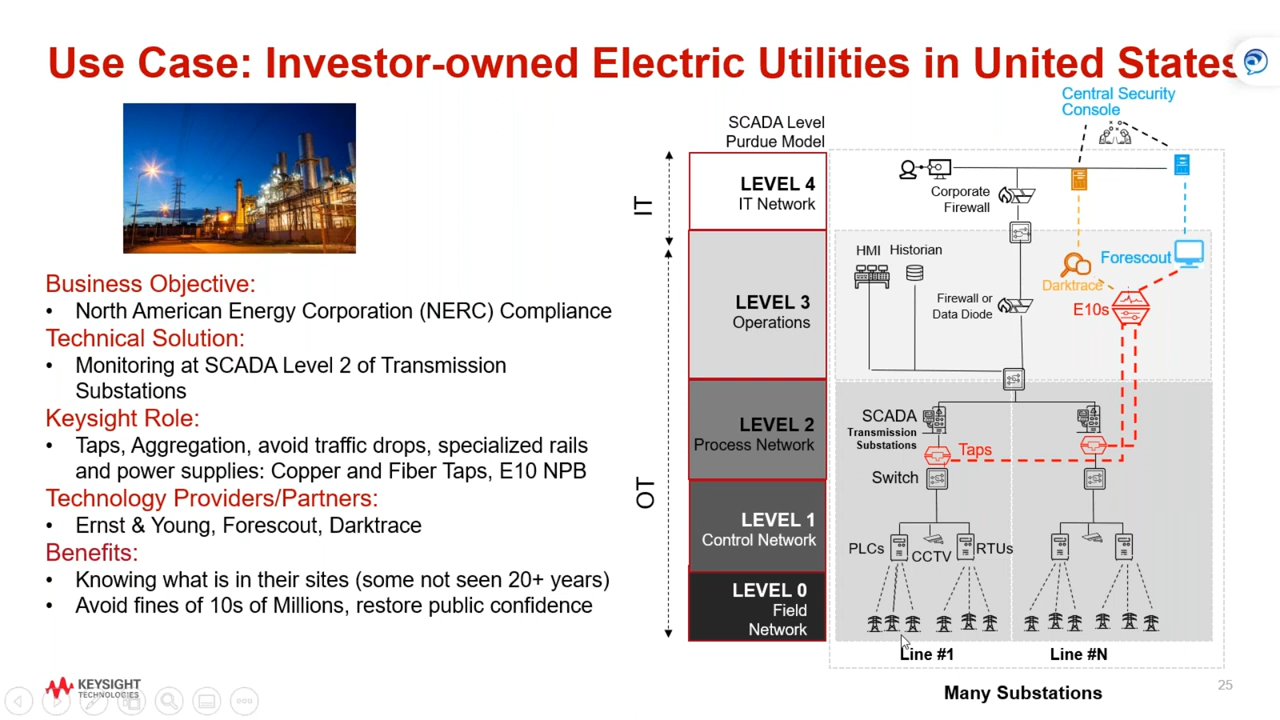 Use Case: Investor-owned Electric Utilities in United States
Business Objective:
• North American Energy Corporation (NERC) Compliance
Technical Solution:
• Monitoring at SCADA Level 2 of Transmission
Substations
Keysight Role:
• Taps, Aggregation, avoid traffic drops, specialized rails
and power supplies: Copper and Fiber Taps, E10 NPB
Technology Providers/Partners:
• Ernst & Young, Forescout, Darktrace
Benefits:
• Knowing what is in their sites (some not seen 20+ years)
• Avoid fines of 10s of Millions, restore public confidence
KEYSIGHT
TECHNOLOGIES
SCADA Level
Purdue Model
IT
OT
LEVEL 4
IT Network
LEVEL 3
Operations
LEVEL 2
Process Network
LEVEL 1
Control Network
LEVEL 0
Field
Network
Central Security
Console
Corporate
Firewall
HMI
Historian
Forescout
Darktrace
E10s
Firewall or
Data Diode
SCADA
Transmission
Substations
Taps
Switch
PLCs
CCTV
RTUs
Line #1
Line #N
Many Substations
25